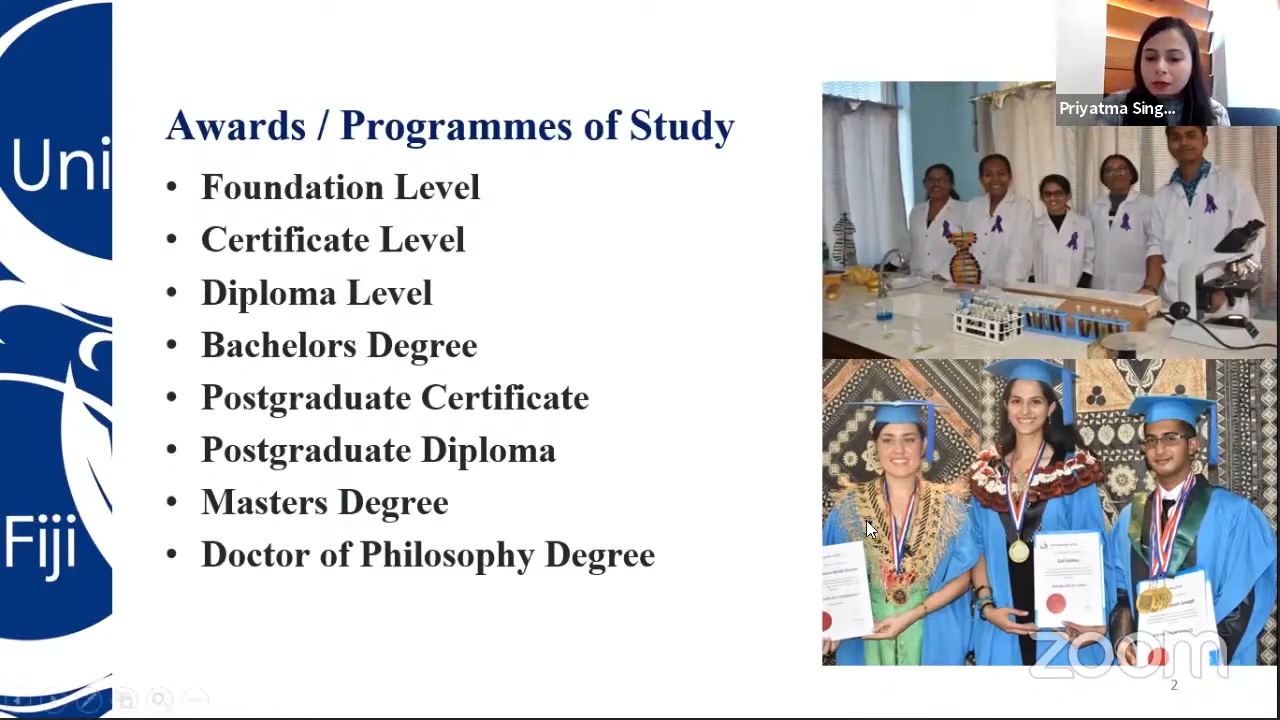 Uni
Fiji
Awards / Programmes of Study
• Foundation Level
• Certificate Level
• Diploma Level
• Bachelors Degree
• Postgraduate Certificate
• Postgraduate Diploma
• Masters Degree
• Doctor of Philosophy Degree
Priyatma Sing...
zoom
2